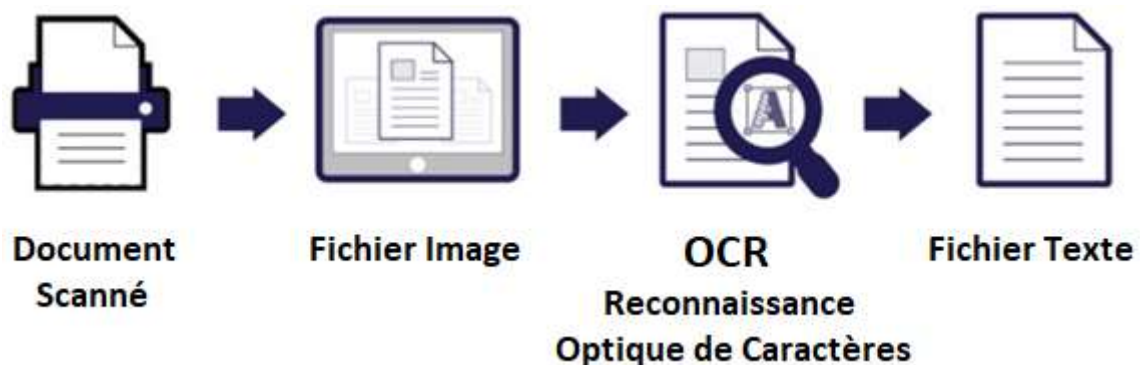 Document
Scanné
Fichier Image
OCR
Reconnaissance
Optique de Caractères
Fichier Texte
A